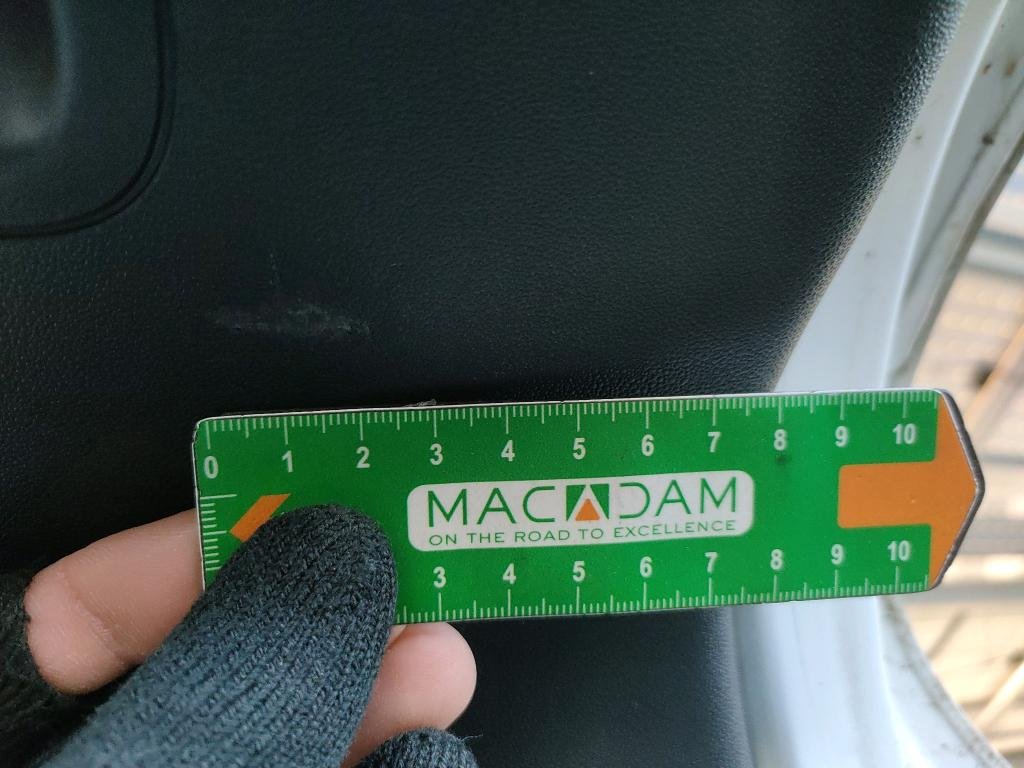 0 1 2 3 4 5 6 7 8 9 10
MACADAM
ON THE ROAD TO EXCELLENCE
3 4 5 6 7 8 9 10